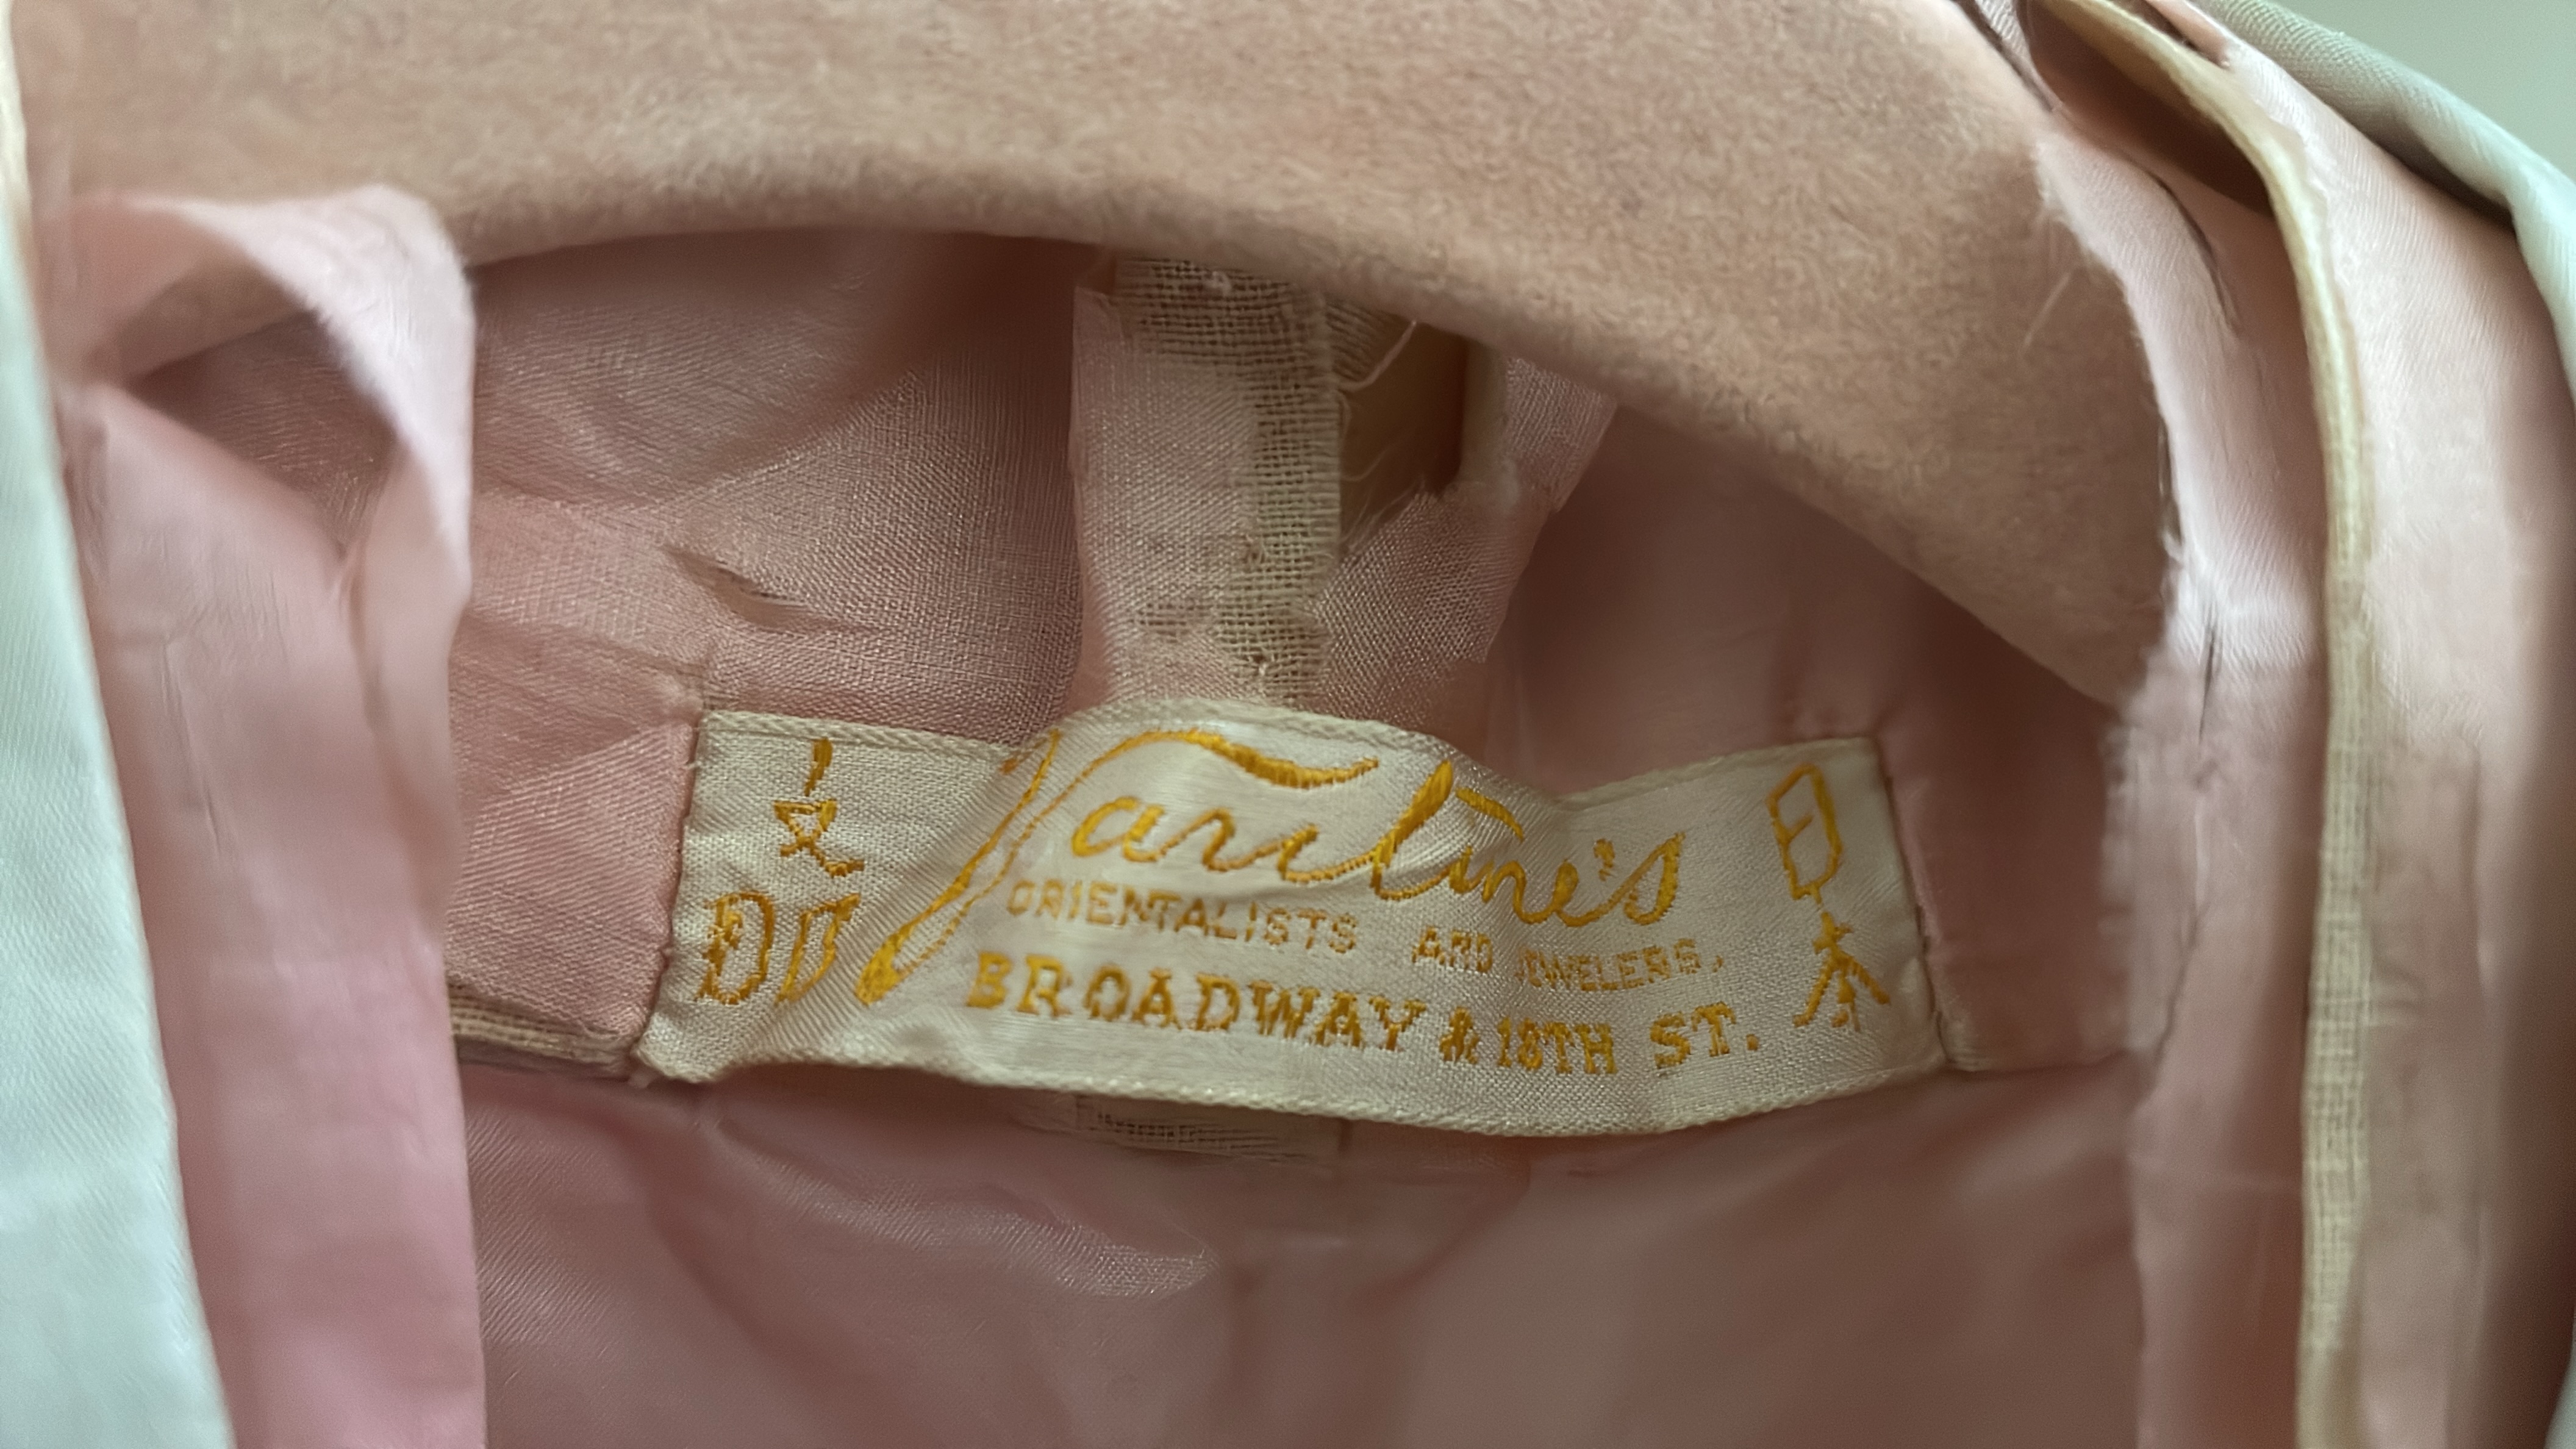 Vantine's
ORIENTALISTS AND JEWELERS,
BROADWAY & 18TH ST.
日本